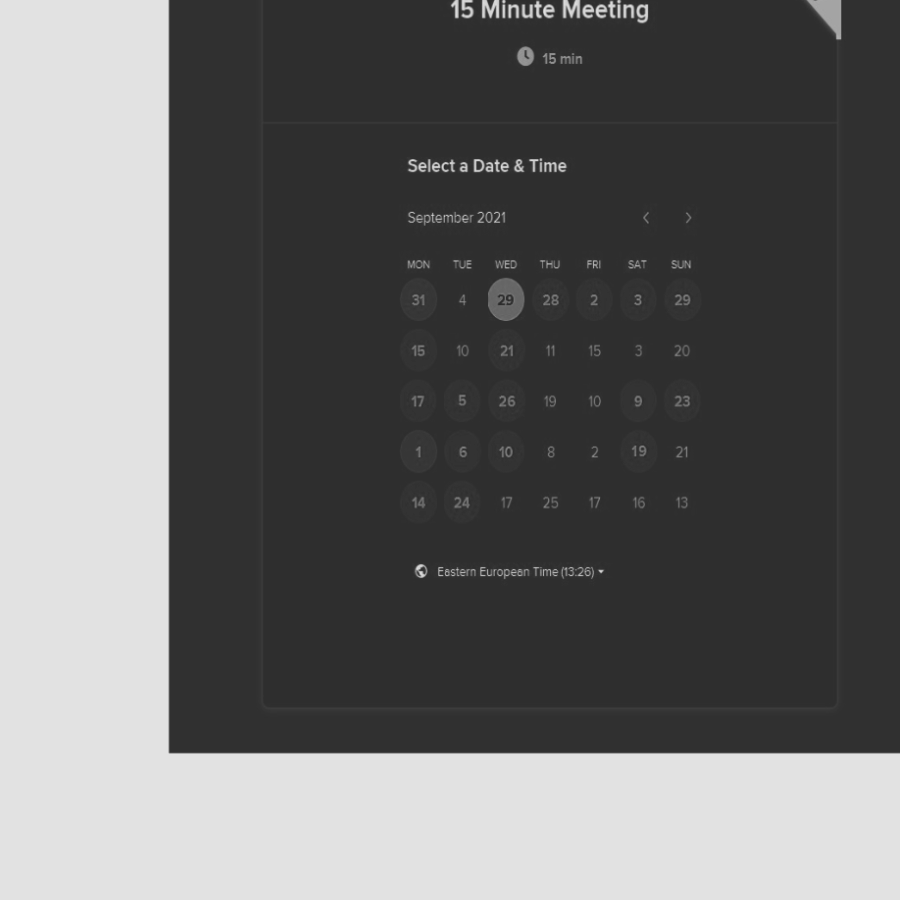 15 Minute Meeting
15 min
Select a Date & Time
September 2021
MON TUE WED THU FRI SAT SUN
31 4 29 28 2 3 29
15 10 21 11 15 3 20
17 5 26 19 10 9 23
1 6 10 8 2 19 21
14 24 17 25 17 16 13
Eastern European Time (13:26)